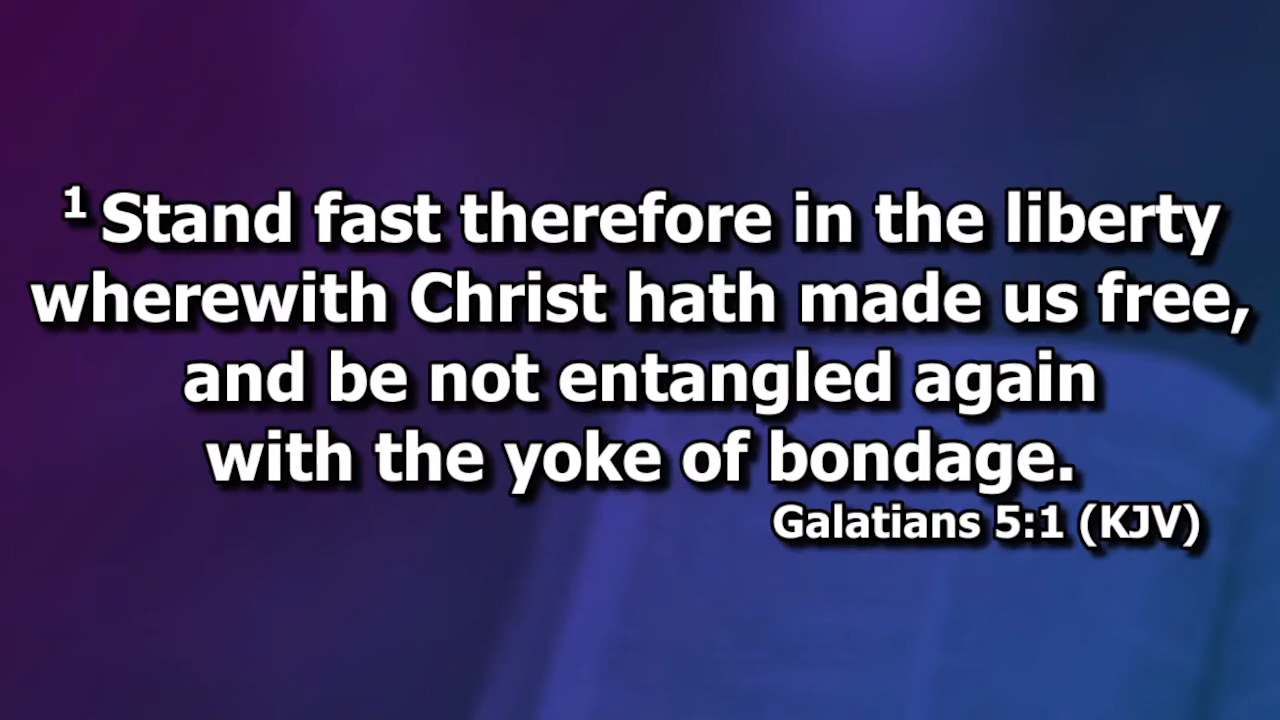 1 Stand fast therefore in the liberty
wherewith Christ hath made us free,
and be not entangled again
with the yoke of bondage.
Galatians 5:1 (KJV)